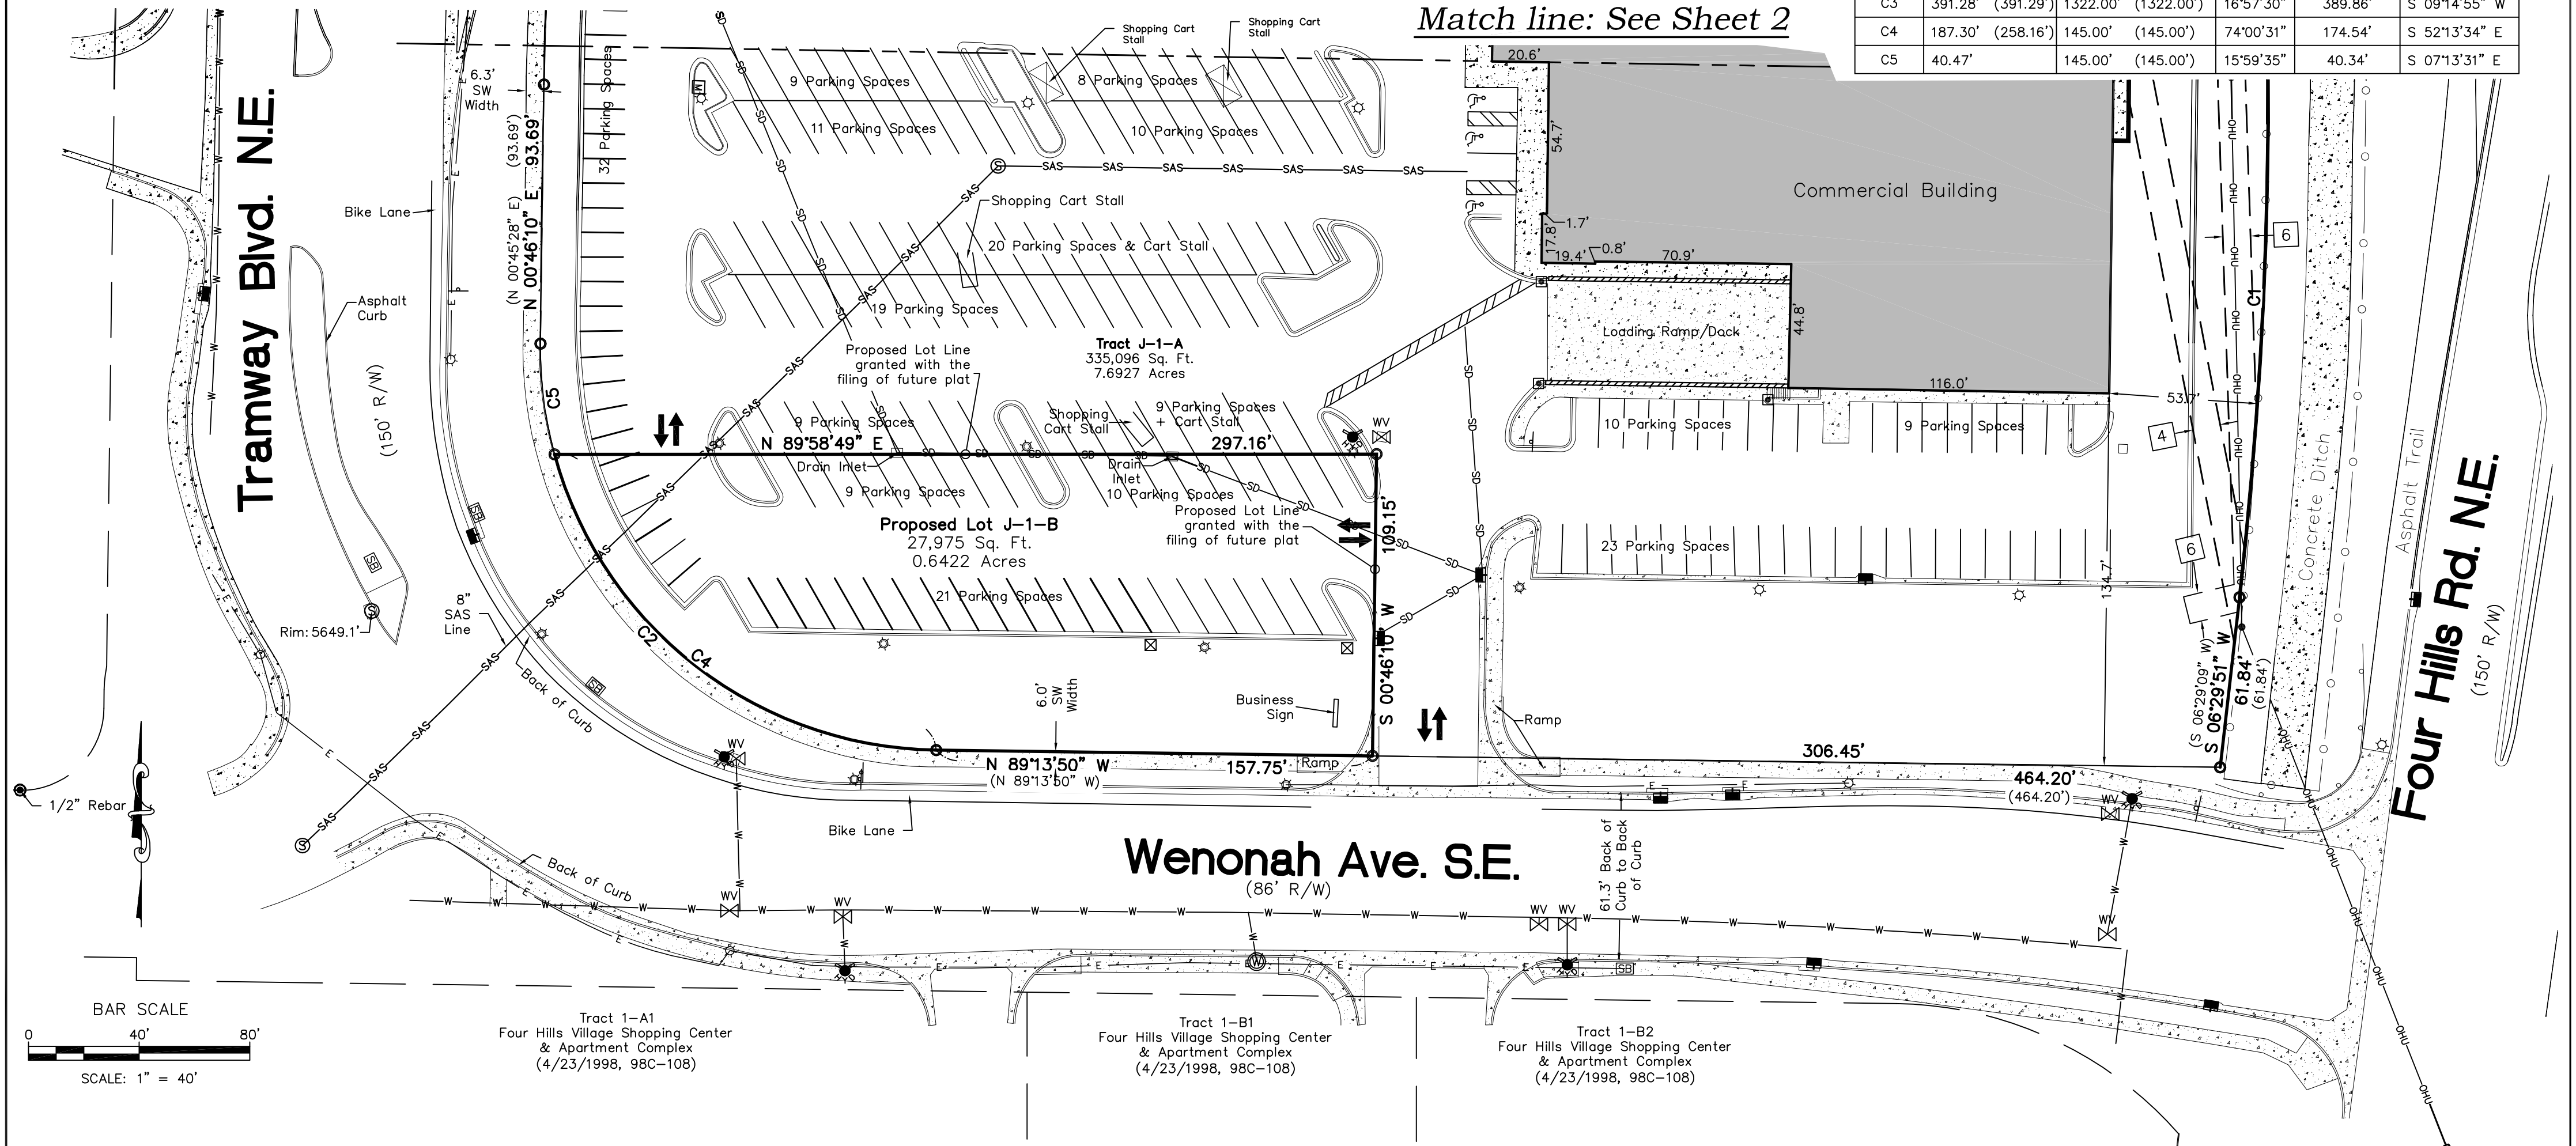 Match line: See Sheet 2
C3 391.28' (391.29') 1322.00' (1322.00') 16°57'30" 389.86' S 09°14'55" W
C4 187.30' (258.16') 145.00' (145.00') 74°00'31" 174.54' S 52°13'34" E
C5 40.47' 145.00' (145.00') 15°59'35" 40.34' S 07°13'31" E
Tramway Blvd. N.E.
(150' R/W)
6.3'
SW
Width
(93.69')
(N 00°45'28" E)
N 00°46'10" E 93.69'
32 Parking Spaces
Bike Lane
Asphalt
Curb
Shopping Cart
Stall
Shopping Cart
Stall
9 Parking Spaces
8 Parking Spaces
11 Parking Spaces
10 Parking Spaces
Shopping Cart Stall
20 Parking Spaces & Cart Stall
19 Parking Spaces
Proposed Lot Line
granted with the
filing of future plat
Tract J-1-A
335,096 Sq. Ft.
7.6927 Acres
20.6'
54.7'
1.7'
17.8'
19.4'
0.8'
70.9'
44.8'
116.0'
53.7'
Commercial Building
Loading Ramp/Dock
C5
C1
6
4
6
9 Parking Spaces
Shopping
Cart Stall
9 Parking Spaces
+ Cart Stall
WV
HYD
N 89°58'49" E
297.16'
Drain Inlet
Drain
Inlet
9 Parking Spaces
10 Parking Spaces
Proposed Lot J-1-B
27,975 Sq. Ft.
0.6422 Acres
Proposed Lot Line
granted with the
filing of future plat
109.15'
S 00°46'10" W
21 Parking Spaces
10 Parking Spaces
9 Parking Spaces
23 Parking Spaces
134.7'
Concrete Ditch
Asphalt Trail
Four Hills Rd. N.E.
(150' R/W)
(S 06°29'09" W)
S 06°29'51" W
61.84'
(61.84')
8"
SAS
Line
Rim: 5649.1'
SB
SB
SB
S
S
S
M
C2
C4
Back of Curb
6.0'
SW
Width
Business
Sign
Ramp
Ramp
N 89°13'50" W
(N 89°13'50" W)
157.75'
306.45'
464.20'
(464.20')
WV
HYD
WV
HYD
1/2" Rebar
Bike Lane
Back of Curb
Wenonah Ave. S.E.
(86' R/W)
61.3' Back of
Curb to Back
of Curb
WV
WV
WV
WV
WV
HYD
HYD
W
SB
SAS
SD
OHU
W
E
BAR SCALE
0 40' 80'
SCALE: 1" = 40'
Tract 1-A1
Four Hills Village Shopping Center
& Apartment Complex
(4/23/1998, 98C-108)
Tract 1-B1
Four Hills Village Shopping Center
& Apartment Complex
(4/23/1998, 98C-108)
Tract 1-B2
Four Hills Village Shopping Center
& Apartment Complex
(4/23/1998, 98C-108)